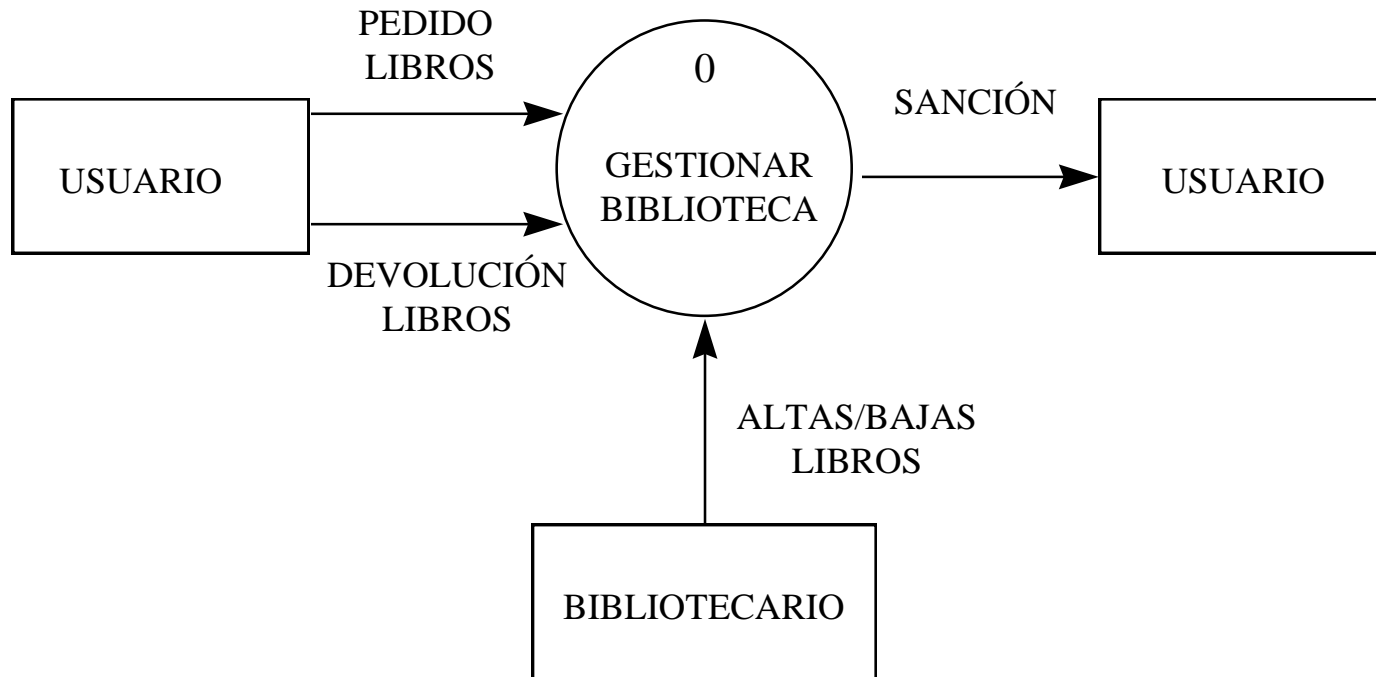 PEDIDO
LIBROS
0
SANCIÓN
USUARIO
GESTIONAR
BIBLIOTECA
USUARIO
DEVOLUCIÓN
LIBROS
ALTAS/BAJAS
LIBROS
BIBLIOTECARIO